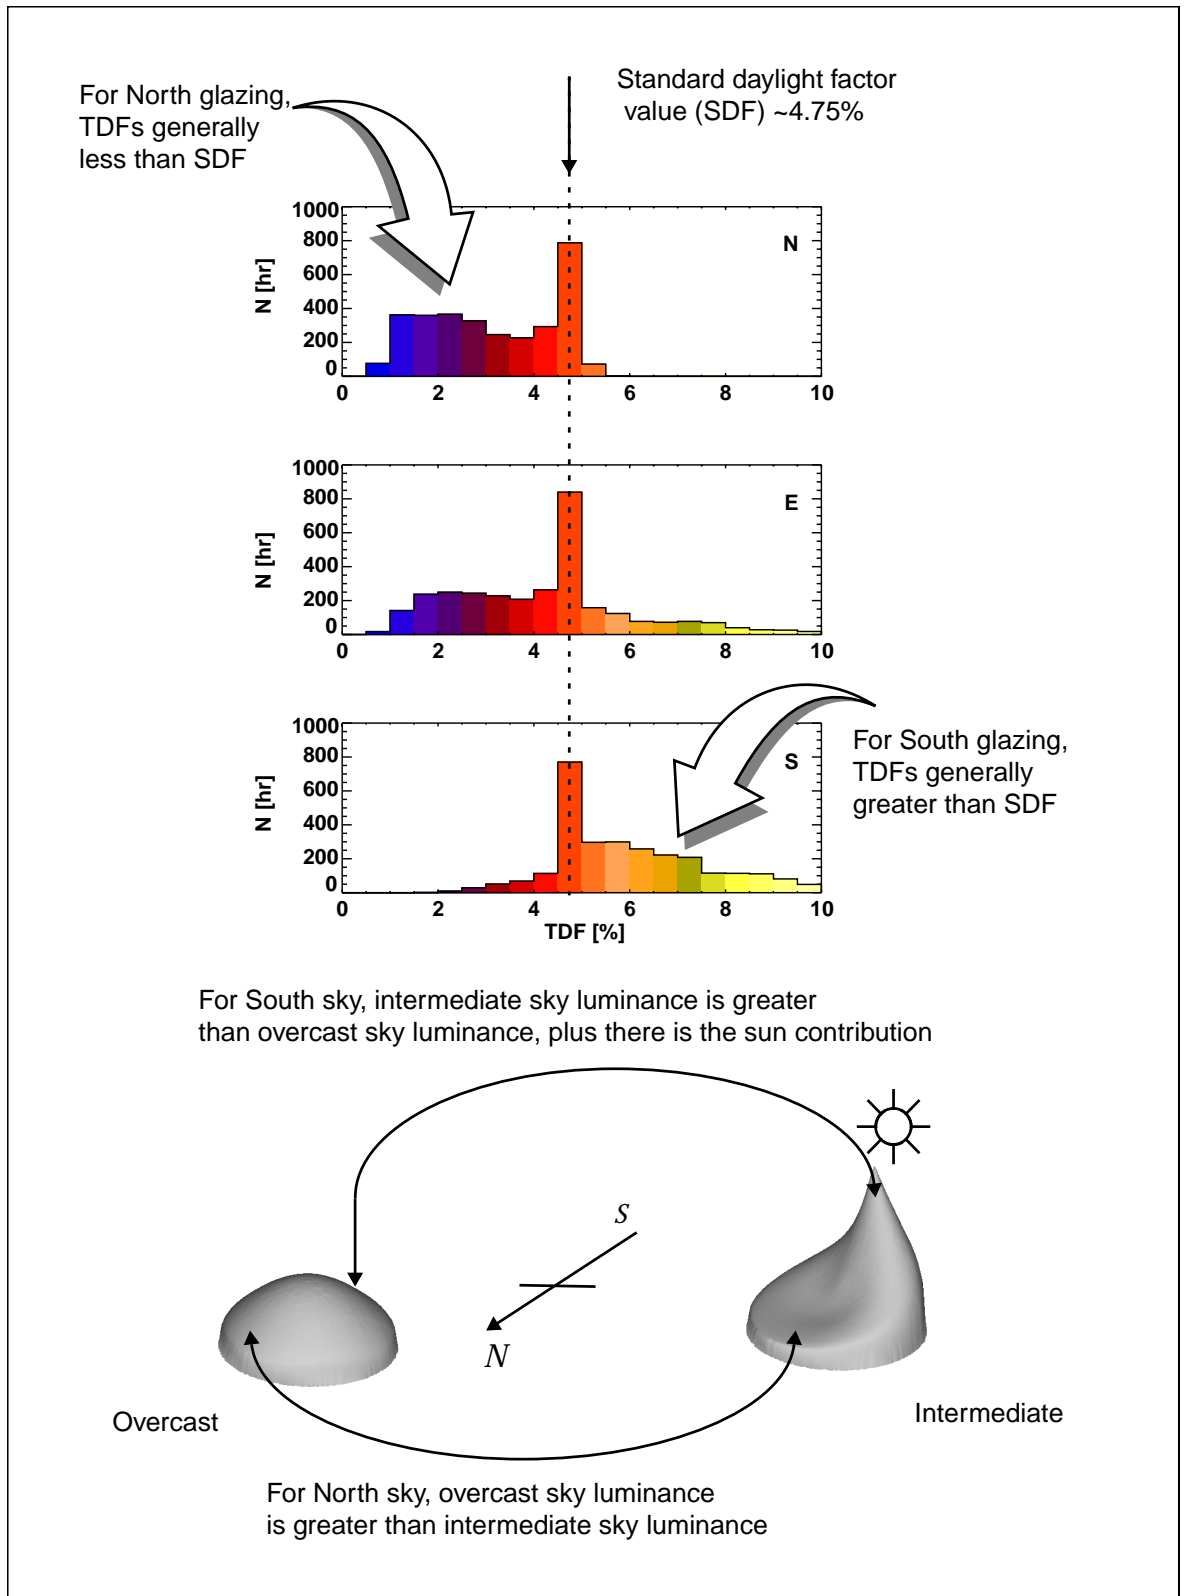 For North glazing,
TDFs generally
less than SDF
Standard daylight factor
value (SDF) ~4.75%
1000
800
600
400
200
0
N [hr]
N
0 2 4 6 8 10
1000
800
600
400
200
0
N [hr]
E
0 2 4 6 8 10
1000
800
600
400
200
0
N [hr]
S
0 2 4 6 8 10
TDF [%]
For South glazing,
TDFs generally
greater than SDF
For South sky, intermediate sky luminance is greater
than overcast sky luminance, plus there is the sun contribution
S
N
Overcast
Intermediate
For North sky, overcast sky luminance
is greater than intermediate sky luminance